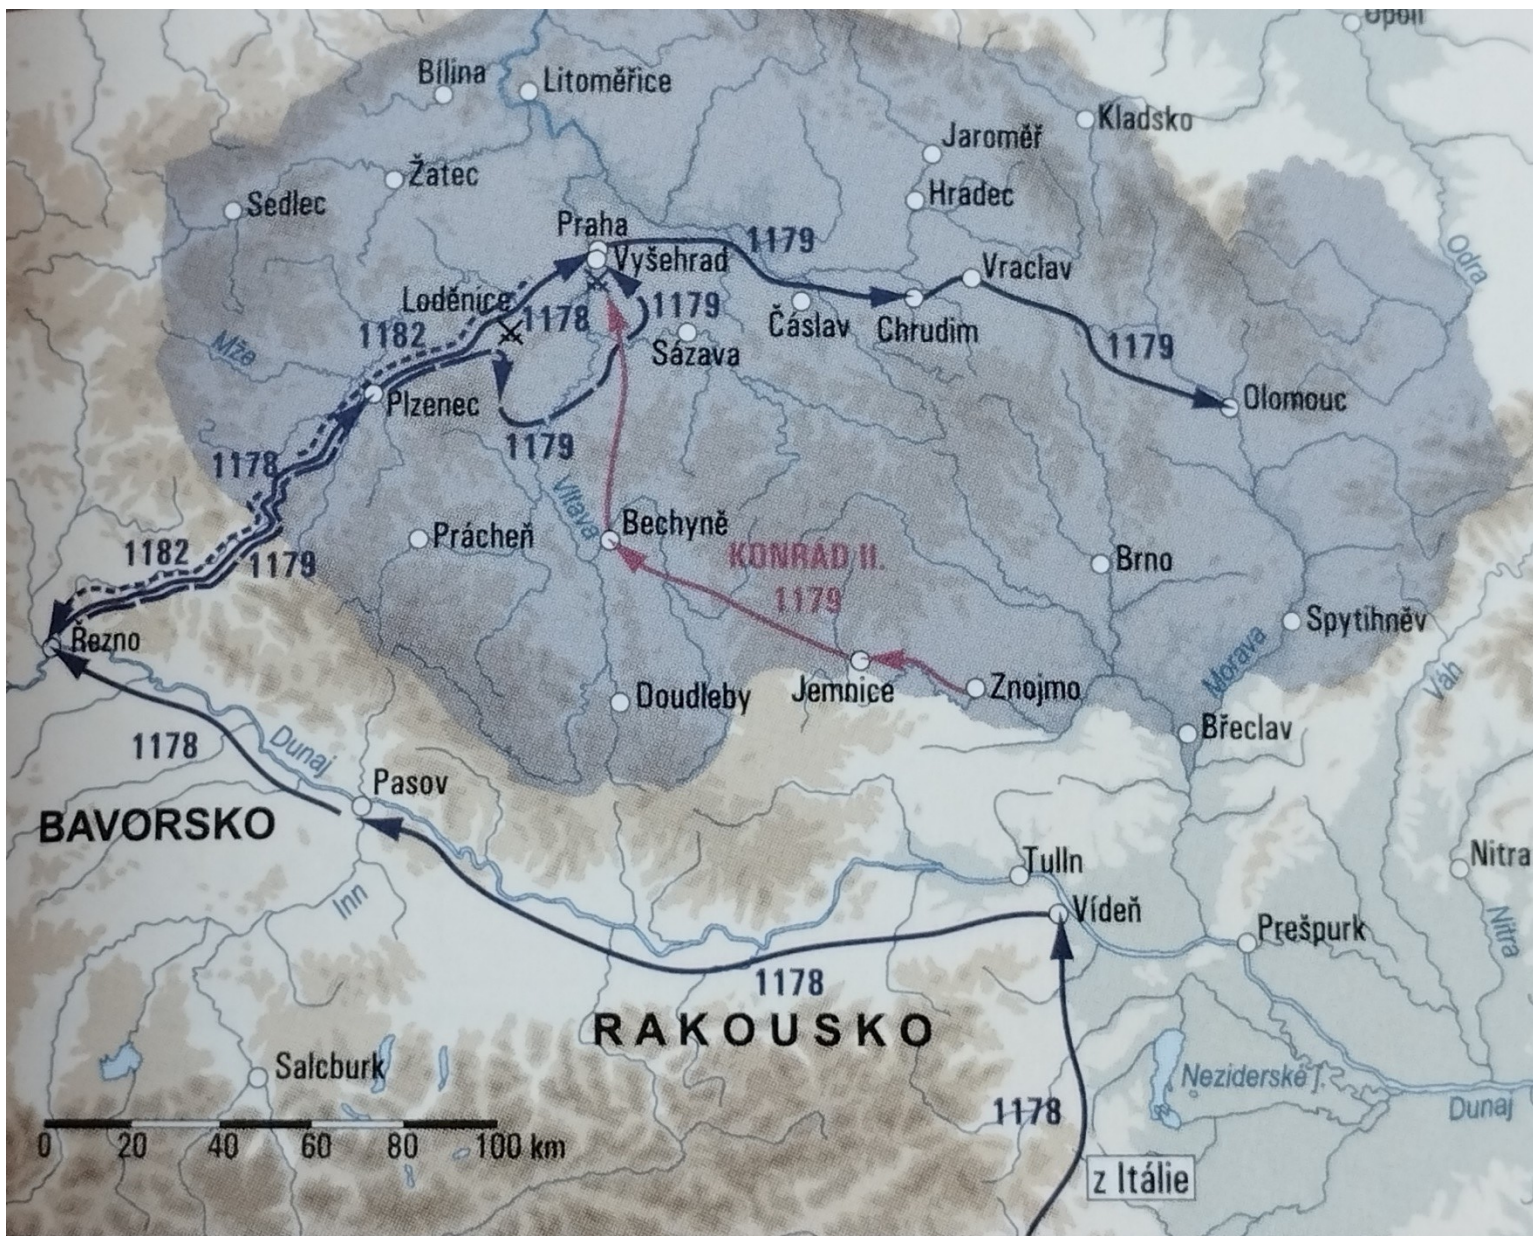 Opolí
Bílina
Litoměřice
Kladsko
Jaroměř
Žatec
Hradec
Sedlec
Praha
1179
Vyšehrad
Vraclav
Odra
Loděnice
1178
1179
1182
Čáslav
Chrudim
Mže
Sázava
1179
Plzenec
Olomouc
1179
1178
Vltava
Bechyně
Prácheň
KONRÁD II.
1179
1182
1179
Brno
Řezno
Spytihněv
Morava
Váh
Jemnice
Znojmo
Doudleby
Břeclav
1178
Dunaj
Pasov
BAVORSKO
Tulln
Nitra
Inn
Vídeň
Prešpurk
Nitra
1178
RAKOUSKO
Salcburk
Neziderské j.
Dunaj
1178
0 20 40 60 80 100 km
z Itálie